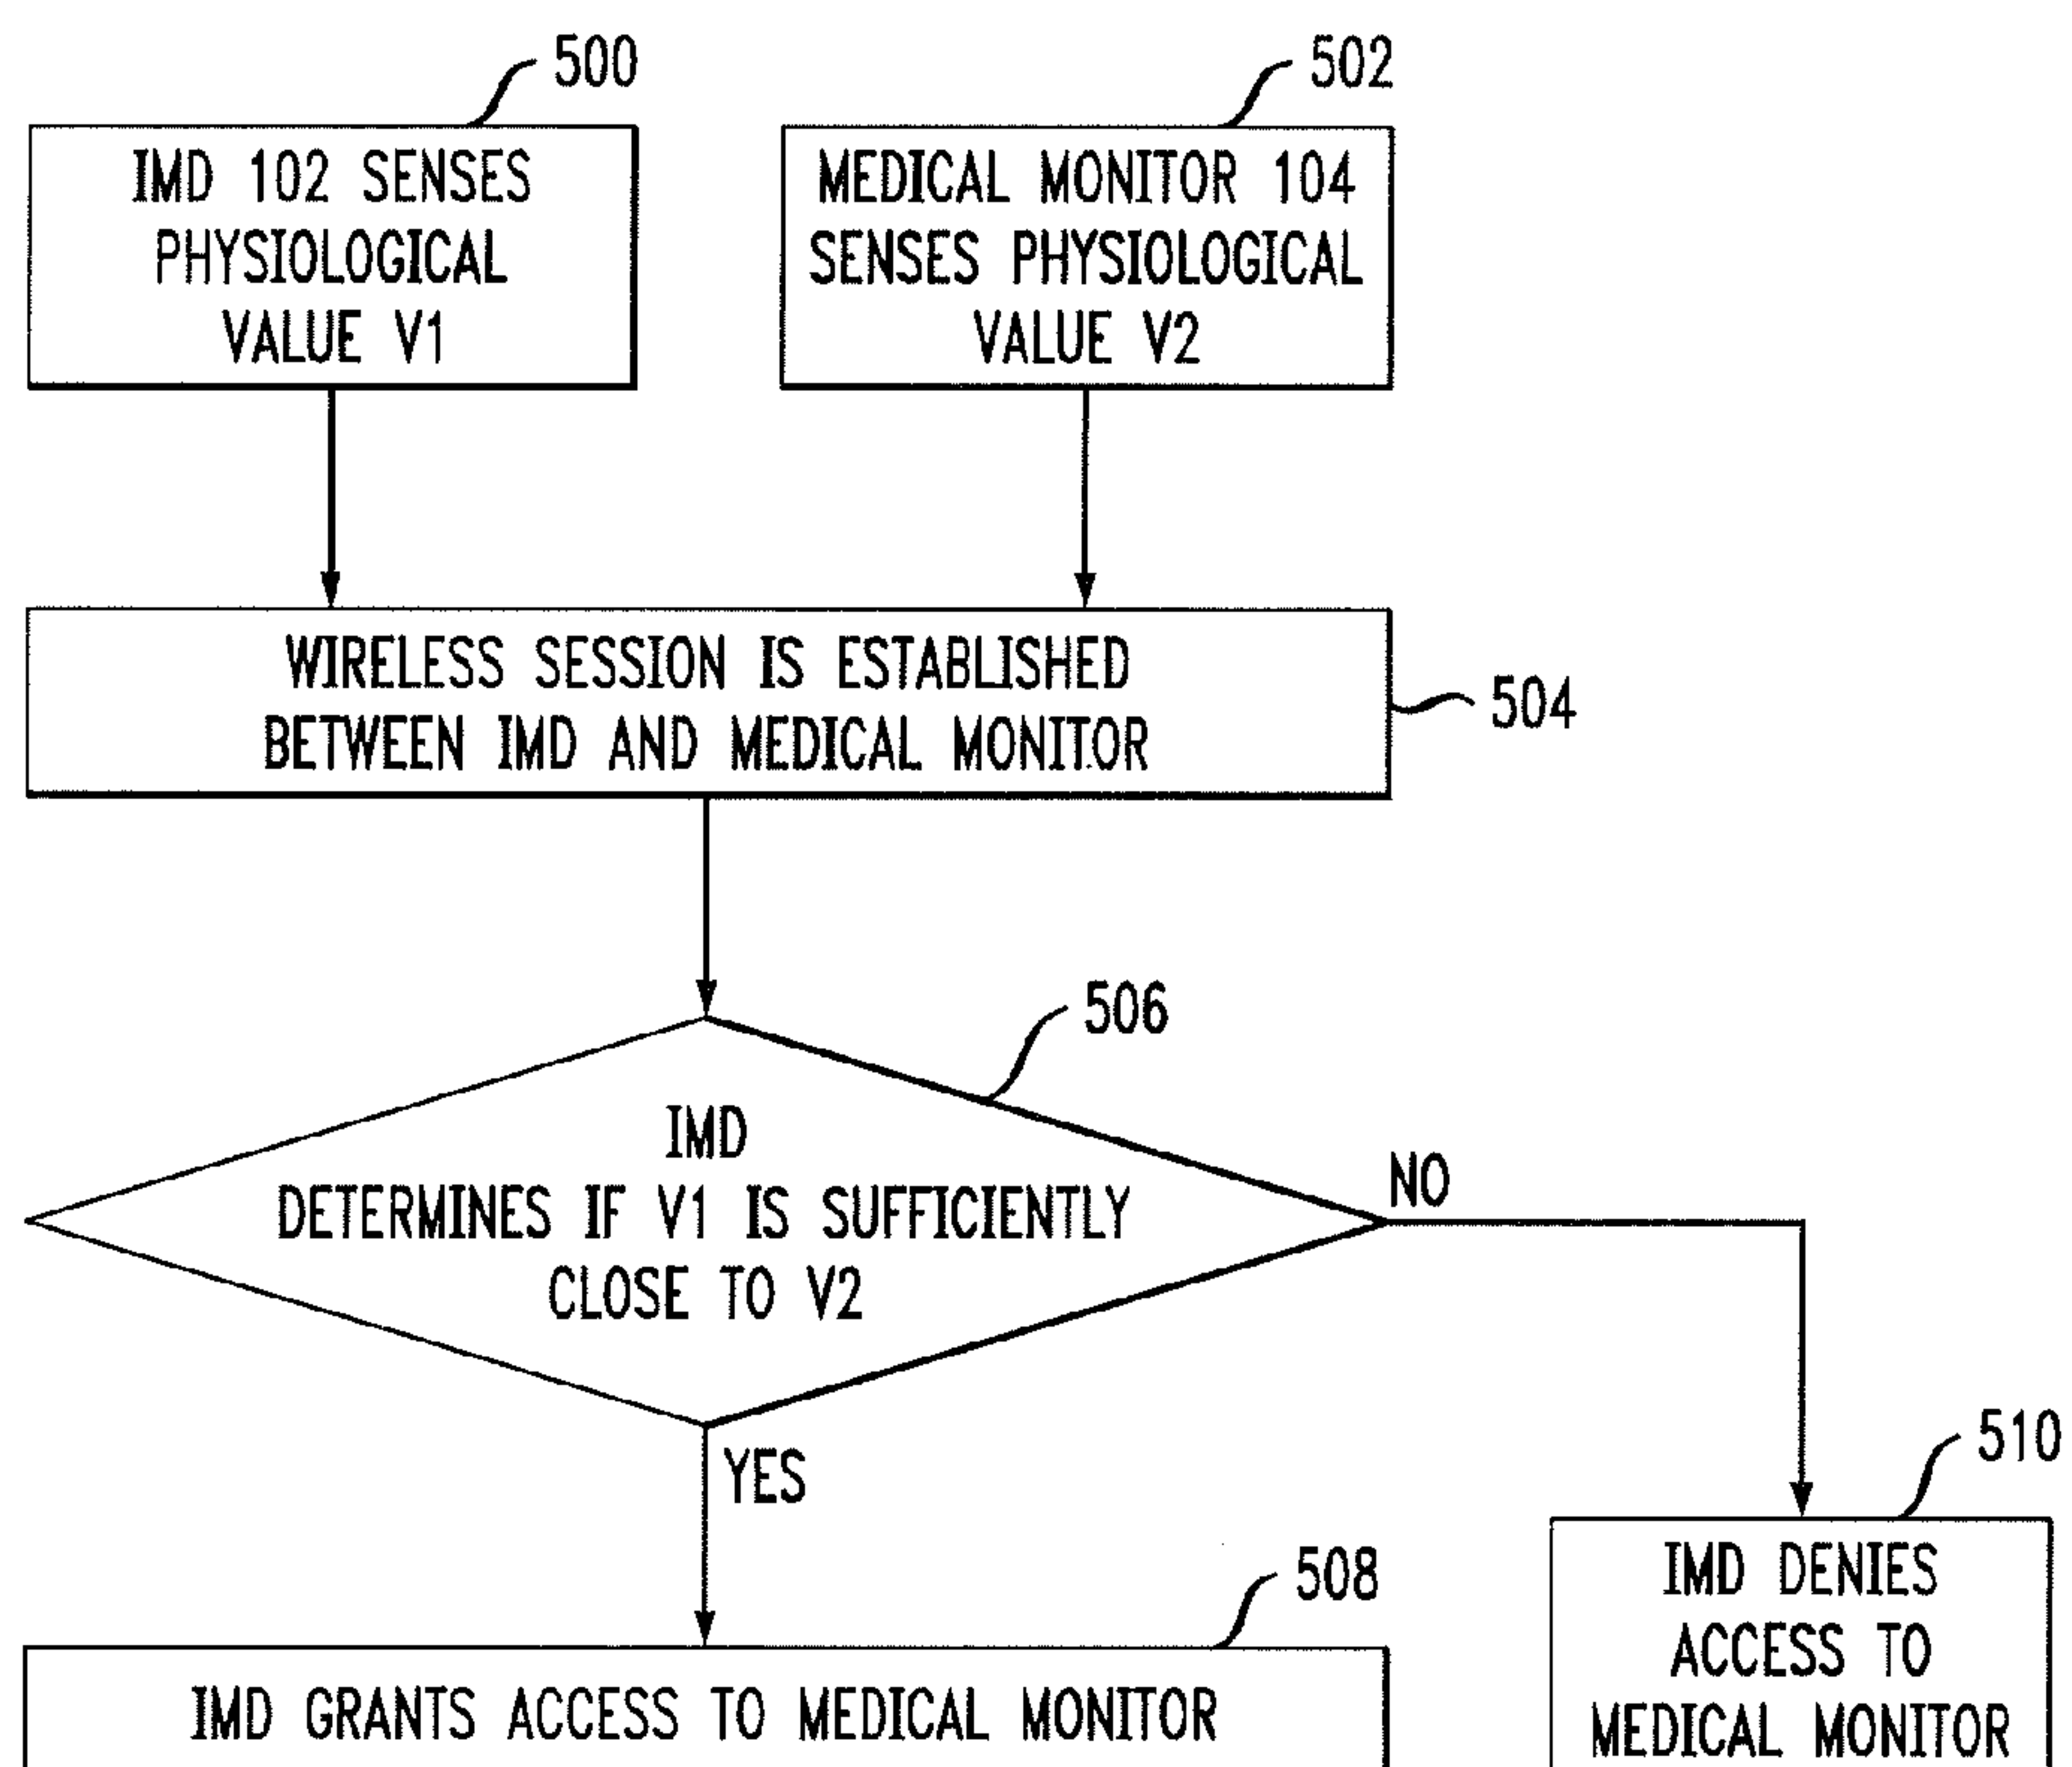 500
IMD 102 SENSES
PHYSIOLOGICAL
VALUE V1
502
MEDICAL MONITOR 104
SENSES PHYSIOLOGICAL
VALUE V2
WIRELESS SESSION IS ESTABLISHED
BETWEEN IMD AND MEDICAL MONITOR
504
506
IMD
DETERMINES IF V1 IS SUFFICIENTLY
CLOSE TO V2
NO
YES
508
IMD GRANTS ACCESS TO MEDICAL MONITOR
510
IMD DENIES
ACCESS TO
MEDICAL MONITOR